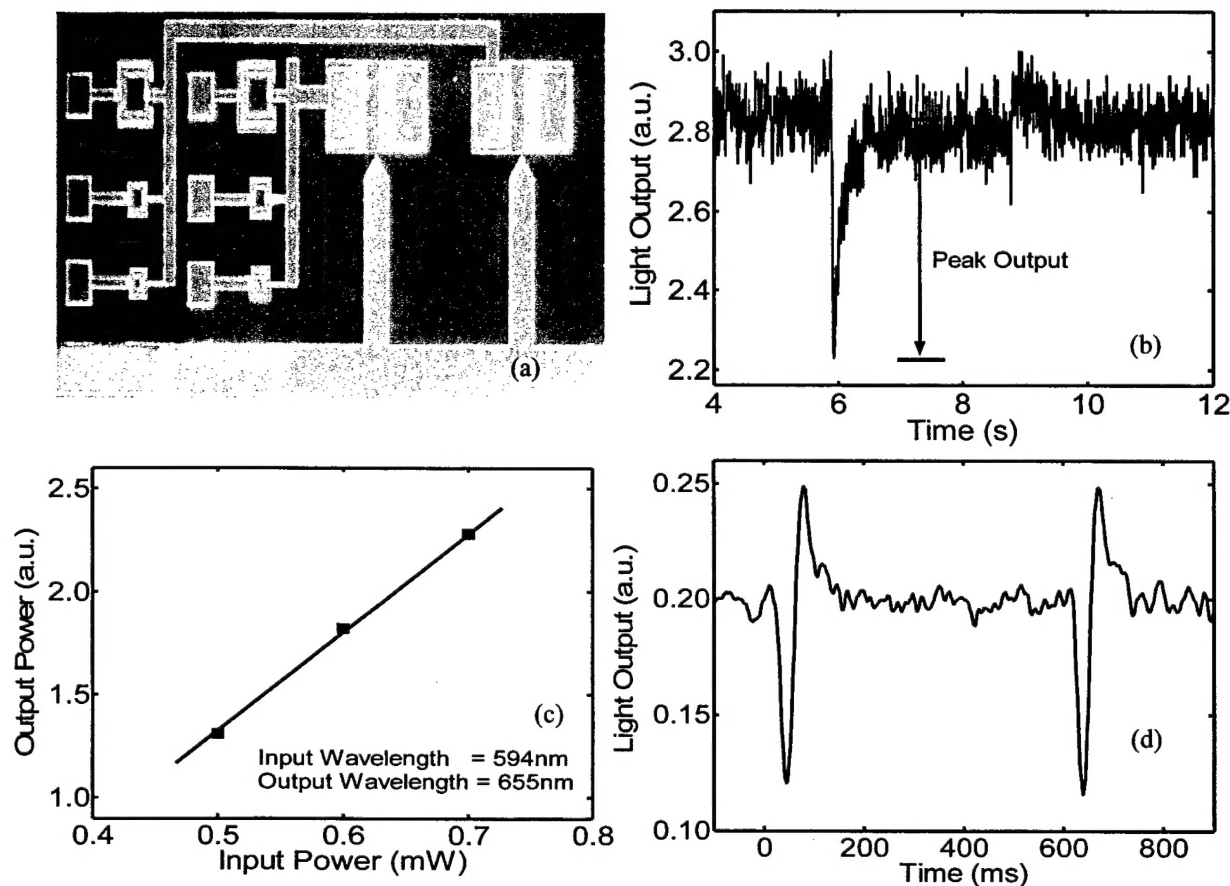 (a)
3.0
2.8
2.6
2.4
2.2
Light Output (a.u.)
Peak Output
(b)
4 6 8 10 12
Time (s)
2.5
2.0
1.5
1.0
Output Power (a.u.)
(c)
Input Wavelength = 594nm
Output Wavelength = 655nm
0.4 0.5 0.6 0.7 0.8
Input Power (mW)
0.25
0.20
0.15
0.10
Light Output (a.u.)
(d)
0 200 400 600 800
Time (ms)